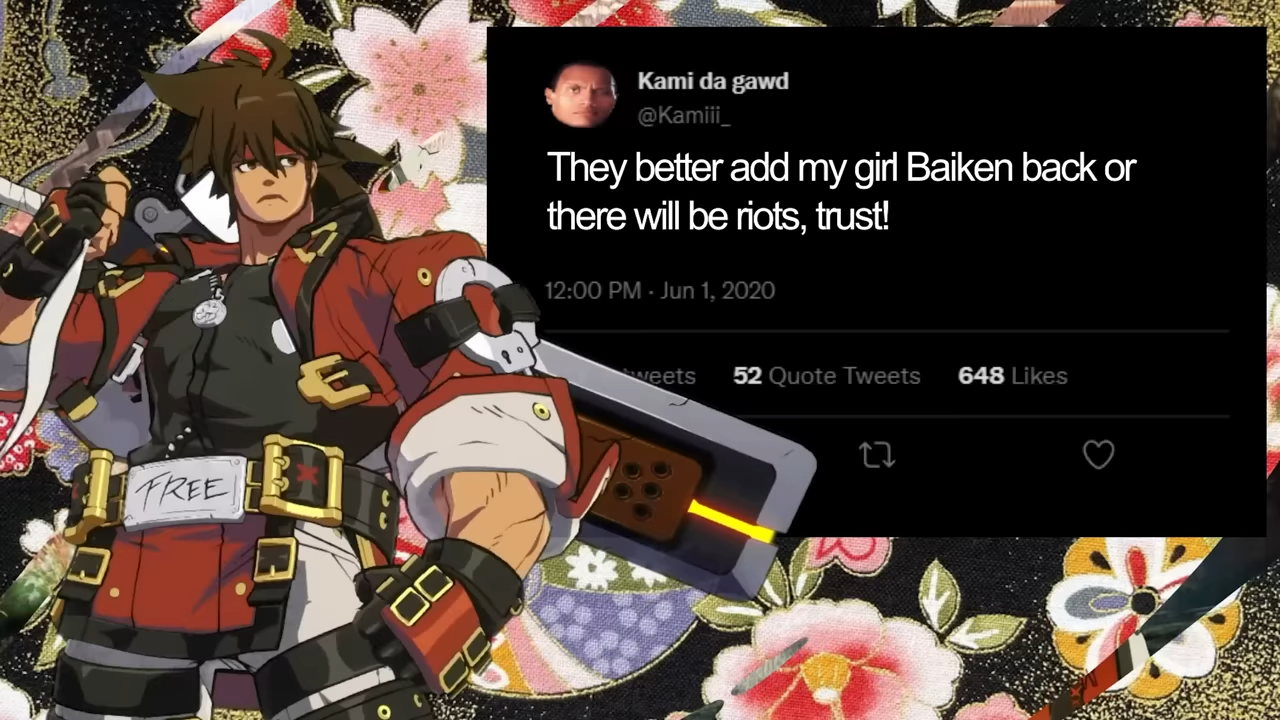 Kami da gawd
@Kamiii_
They better add my girl Baiken back or
there will be riots, trust!
12:00 PM · Jun 1, 2020
tweets 52 Quote Tweets 648 Likes
FREE